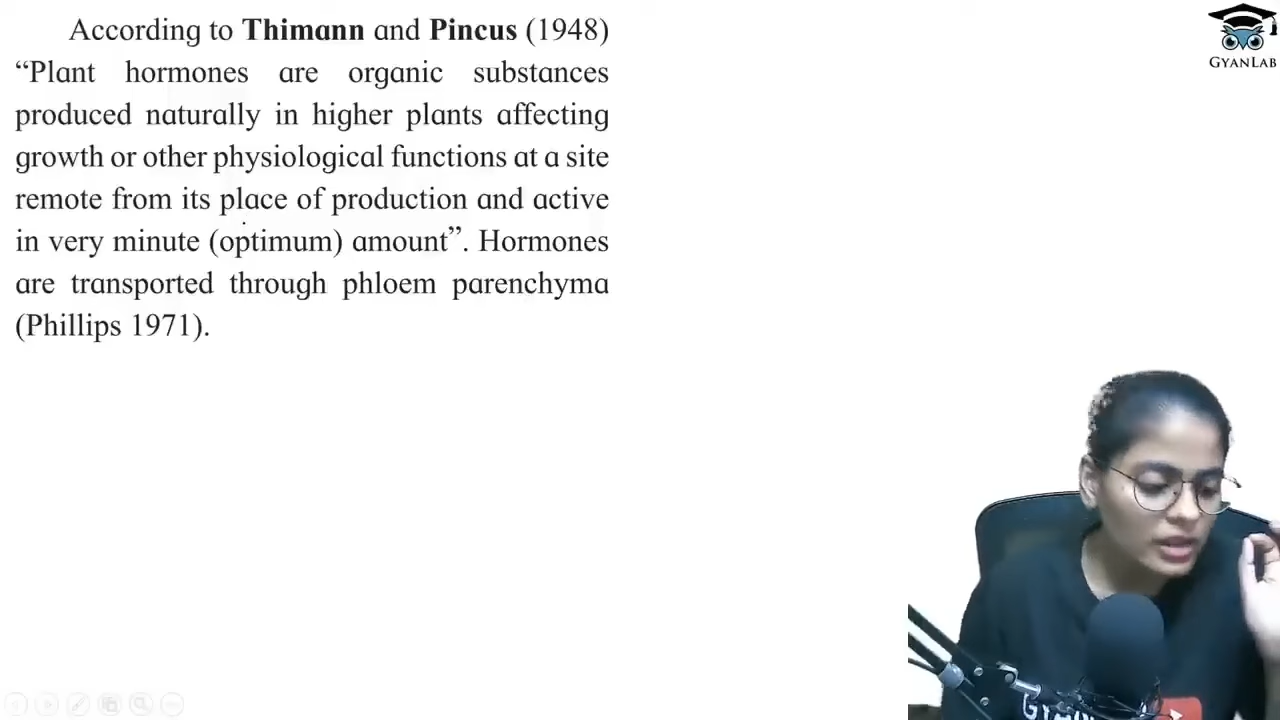 According to Thimann and Pincus (1948)
“Plant hormones are organic substances
produced naturally in higher plants affecting
growth or other physiological functions at a site
remote from its place of production and active
in very minute (optimum) amount”. Hormones
are transported through phloem parenchyma
(Phillips 1971).
GYANLAB